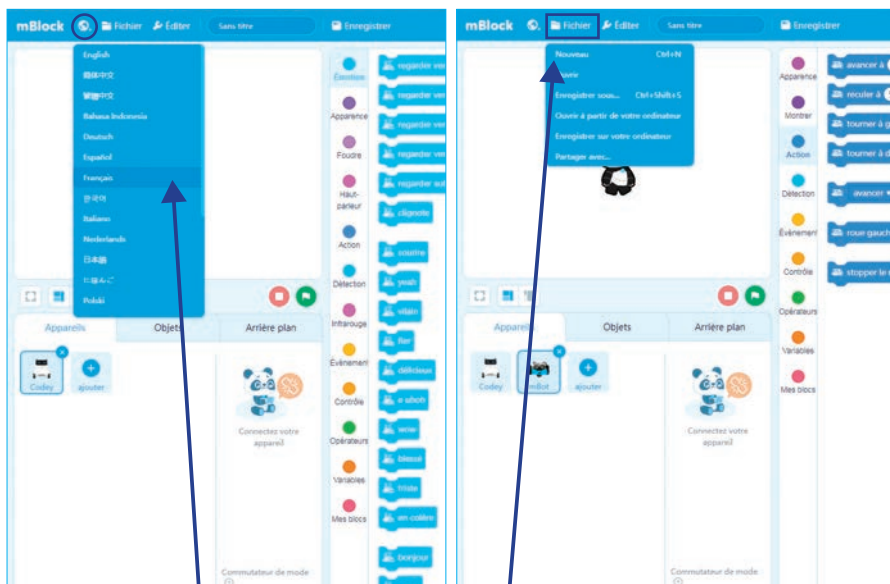 mBlock Fichier Éditer Sans titre Enregistrer
English
简体中文
繁體中文
Bahasa Indonesia
Deutsch
Español
Français
한국어
Italiano
Nederlands
日本語
にほんご
Polski
Appareils Objets Arrière plan
Codey ajouter
Connectez votre
appareil
Commutateur de mode
Émotion
Apparence
Foudre
Haut-
parleur
Action
Détection
Infrarouge
Évènement
Contrôle
Opérateurs
Variables
Mes blocs
regarder
regarder
regarder
regarder
regarder
clignote
sourire
yeah
vilain
fier
délicieux
wow
blessé
triste
en colère
bonjour
mBlock Fichier Éditer Sans titre Enregistrer
Nouveau Ctrl+N
Enregistrer sous... Ctrl+Shift+S
Ouvrir à partir de votre ordinateur
Enregistrer sur votre ordinateur
Partager avec...
Appareils Objets Arrière plan
Codey mBot ajouter
Connectez votre
appareil
Commutateur de mode
Apparence
Montrer
Action
Détection
Évènement
Contrôle
Opérateurs
Variables
Mes blocs
avancer à
reculer à
tourner à
tourner à
avancer
roue
stopper le